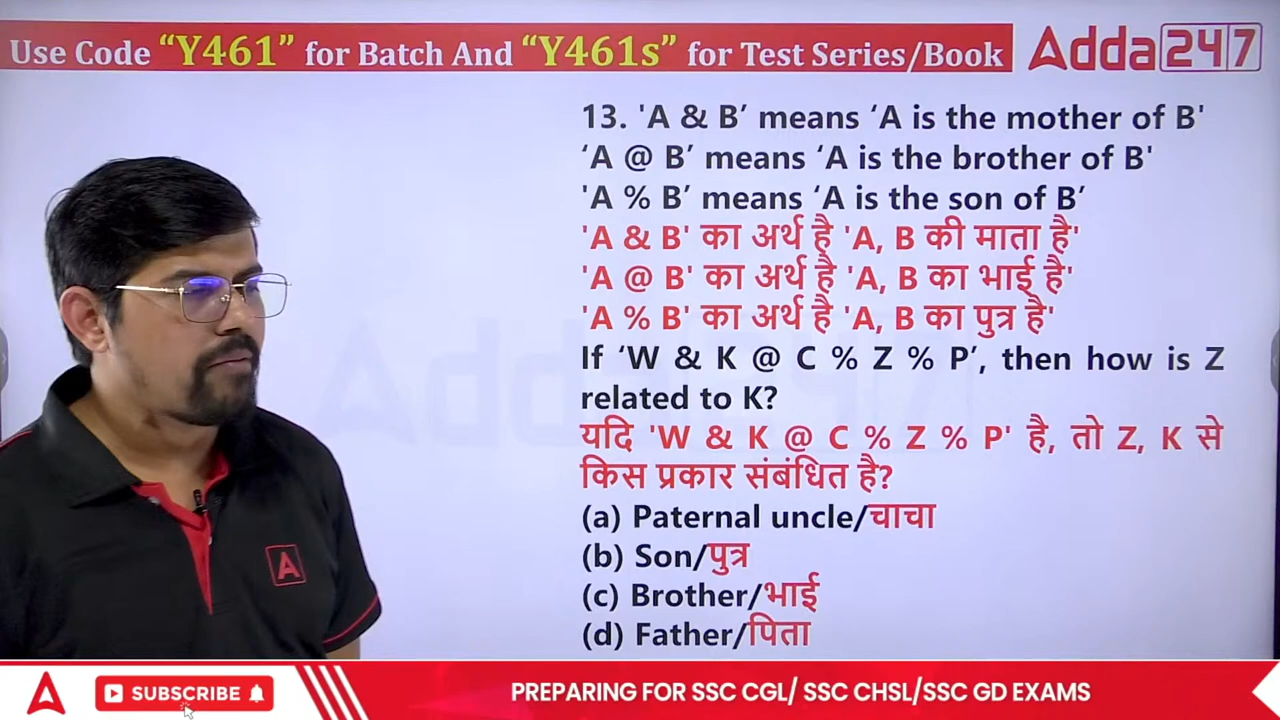 Use Code “Y461” for Batch And “Y461s” for Test Series/Book
Adda247
13. 'A & B’ means ‘A is the mother of B'
‘A @ B’ means ‘A is the brother of B'
'A % B’ means ‘A is the son of B’
'A & B' का अर्थ है 'A, B की माता है'
'A @ B' का अर्थ है 'A, B का भाई है'
'A % B' का अर्थ है 'A, B का पुत्र है'
If ‘W & K @ C % Z % P’, then how is Z
related to K?
यदि 'W & K @ C % Z % P' है, तो Z, K से
किस प्रकार संबंधित है?
(a) Paternal uncle/चाचा
(b) Son/पुत्र
(c) Brother/भाई
(d) Father/पिता
SUBSCRIBE
PREPARING FOR SSC CGL/ SSC CHSL/SSC GD EXAMS